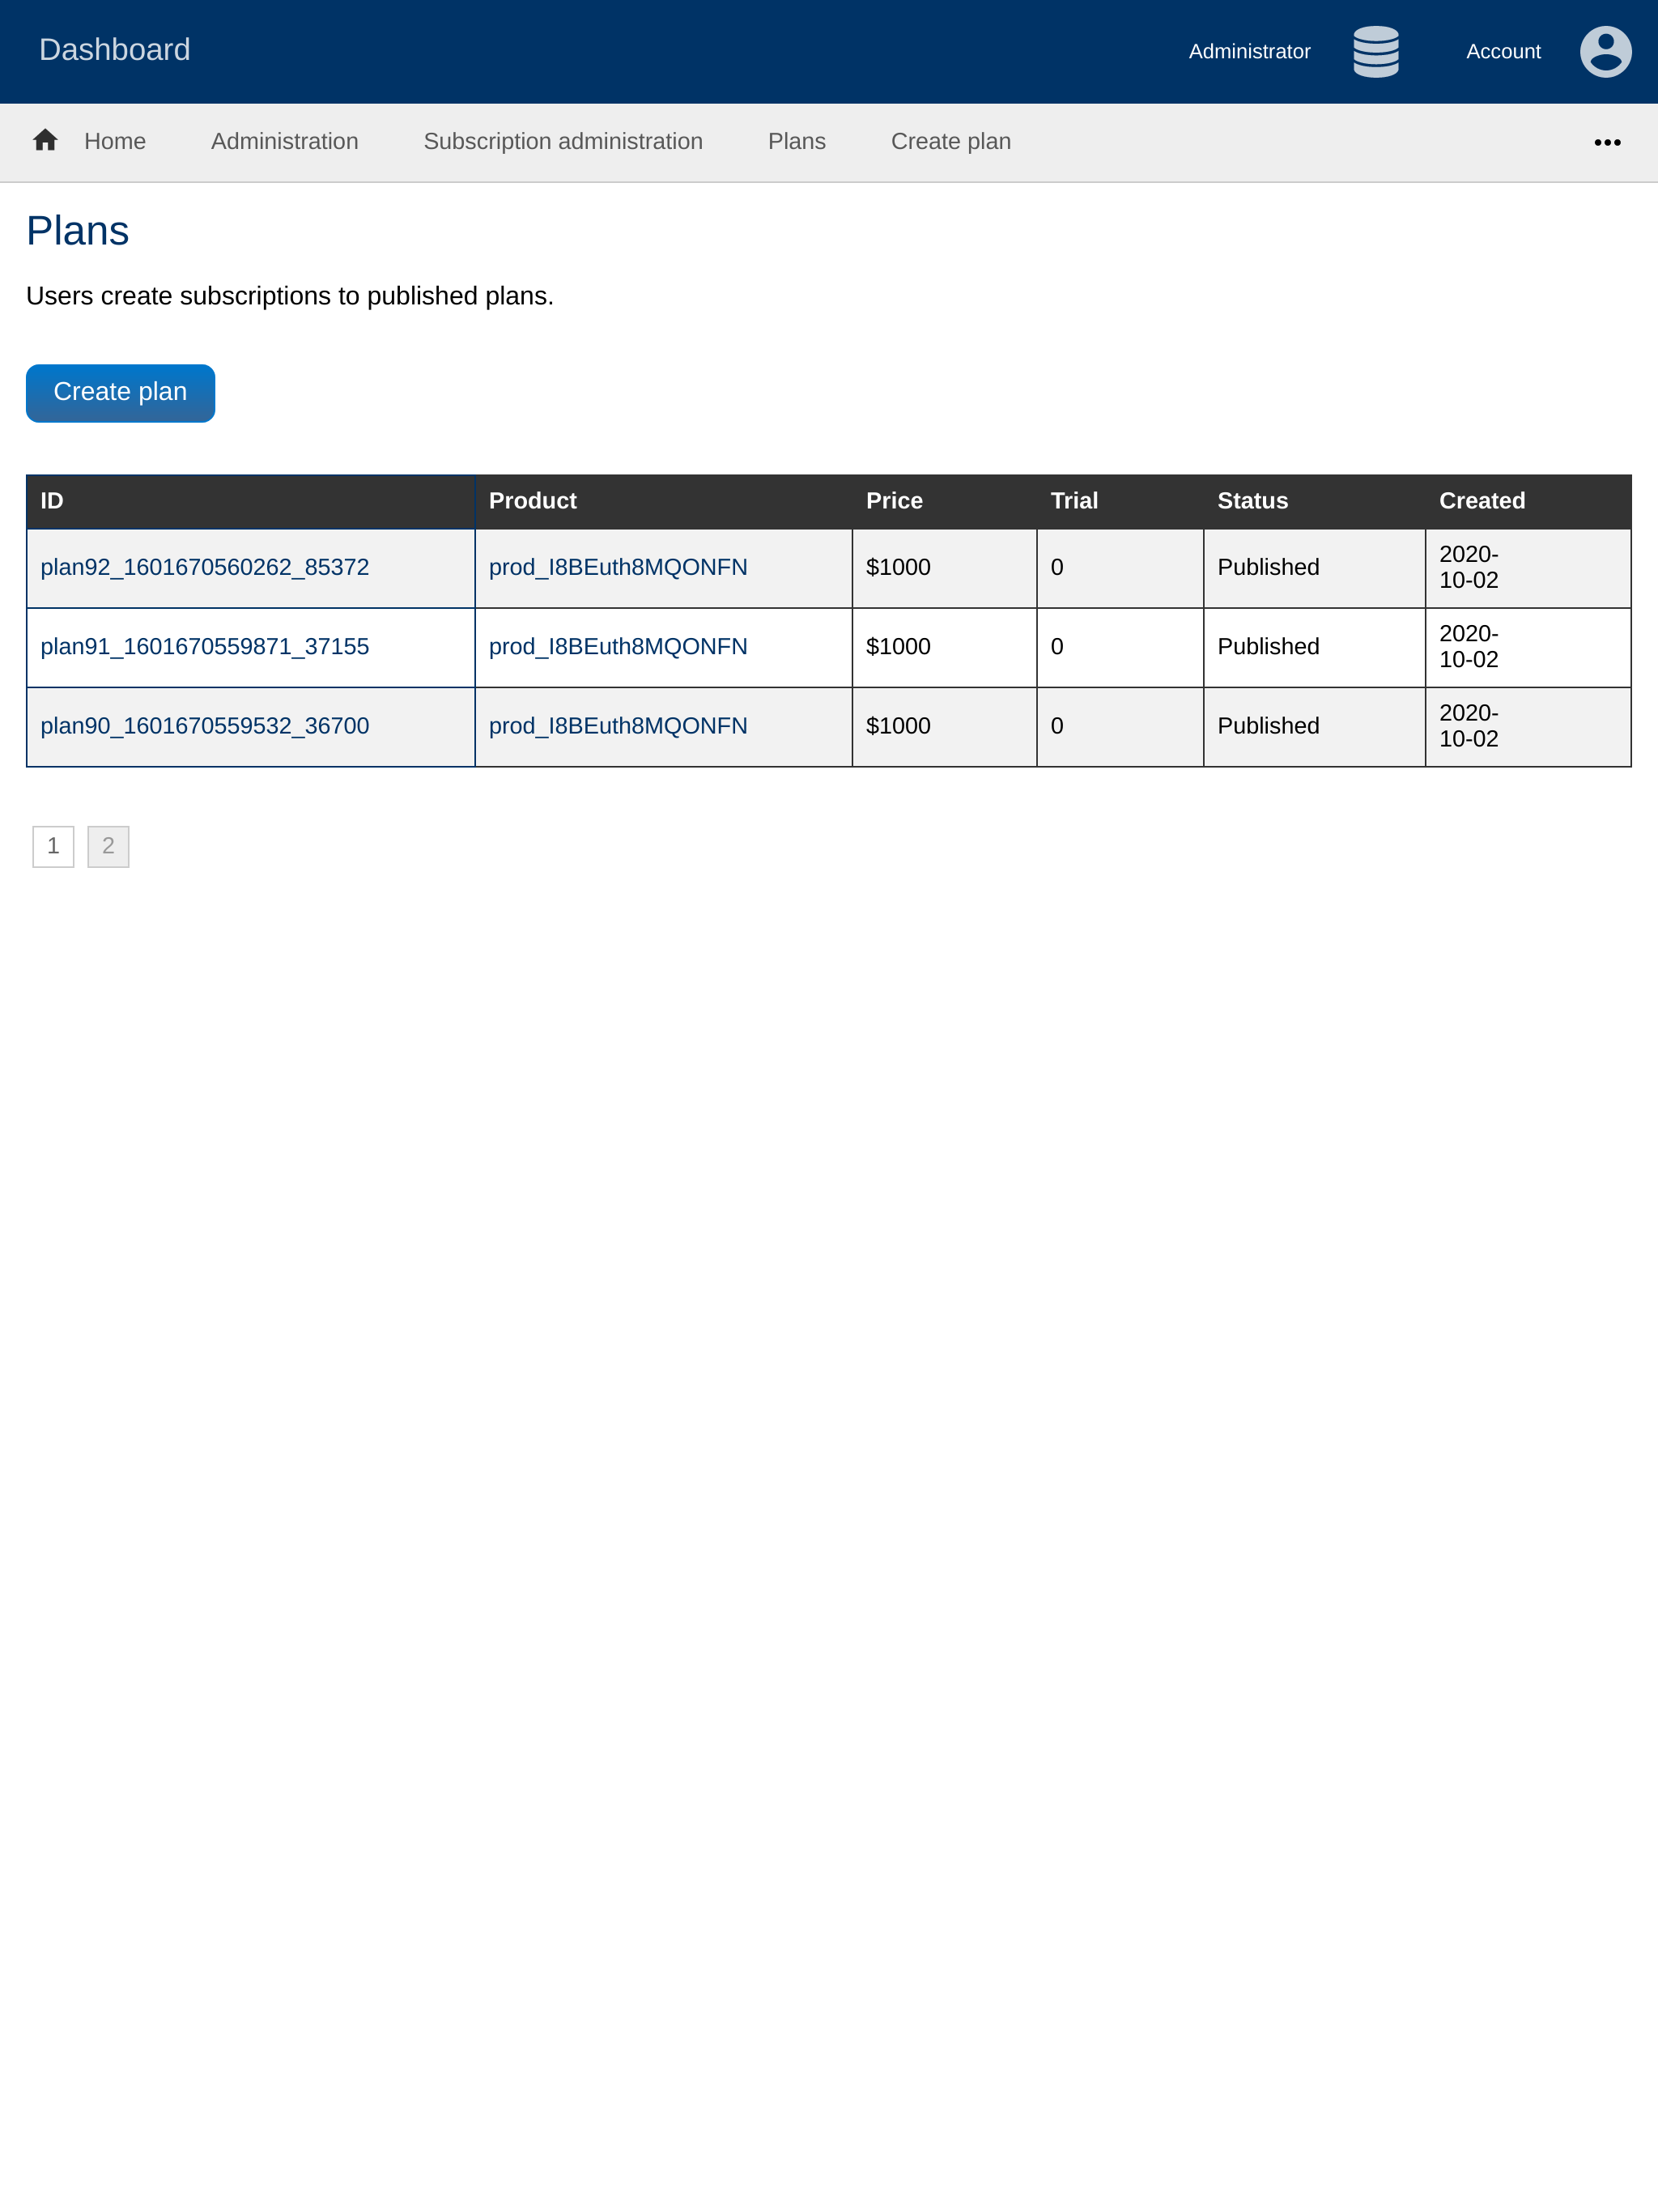 Dashboard
Administrator
Account
Home
Administration
Subscription administration
Plans
Create plan
•••
Plans
Users create subscriptions to published plans.
Create plan
ID Product Price Trial Status Created
plan92_1601670560262_85372 prod_I8BEuth8MQONFN $1000 0 Published 2020-
10-02
plan91_1601670559871_37155 prod_I8BEuth8MQONFN $1000 0 Published 2020-
10-02
plan90_1601670559532_36700 prod_I8BEuth8MQONFN $1000 0 Published 2020-
10-02
1 2